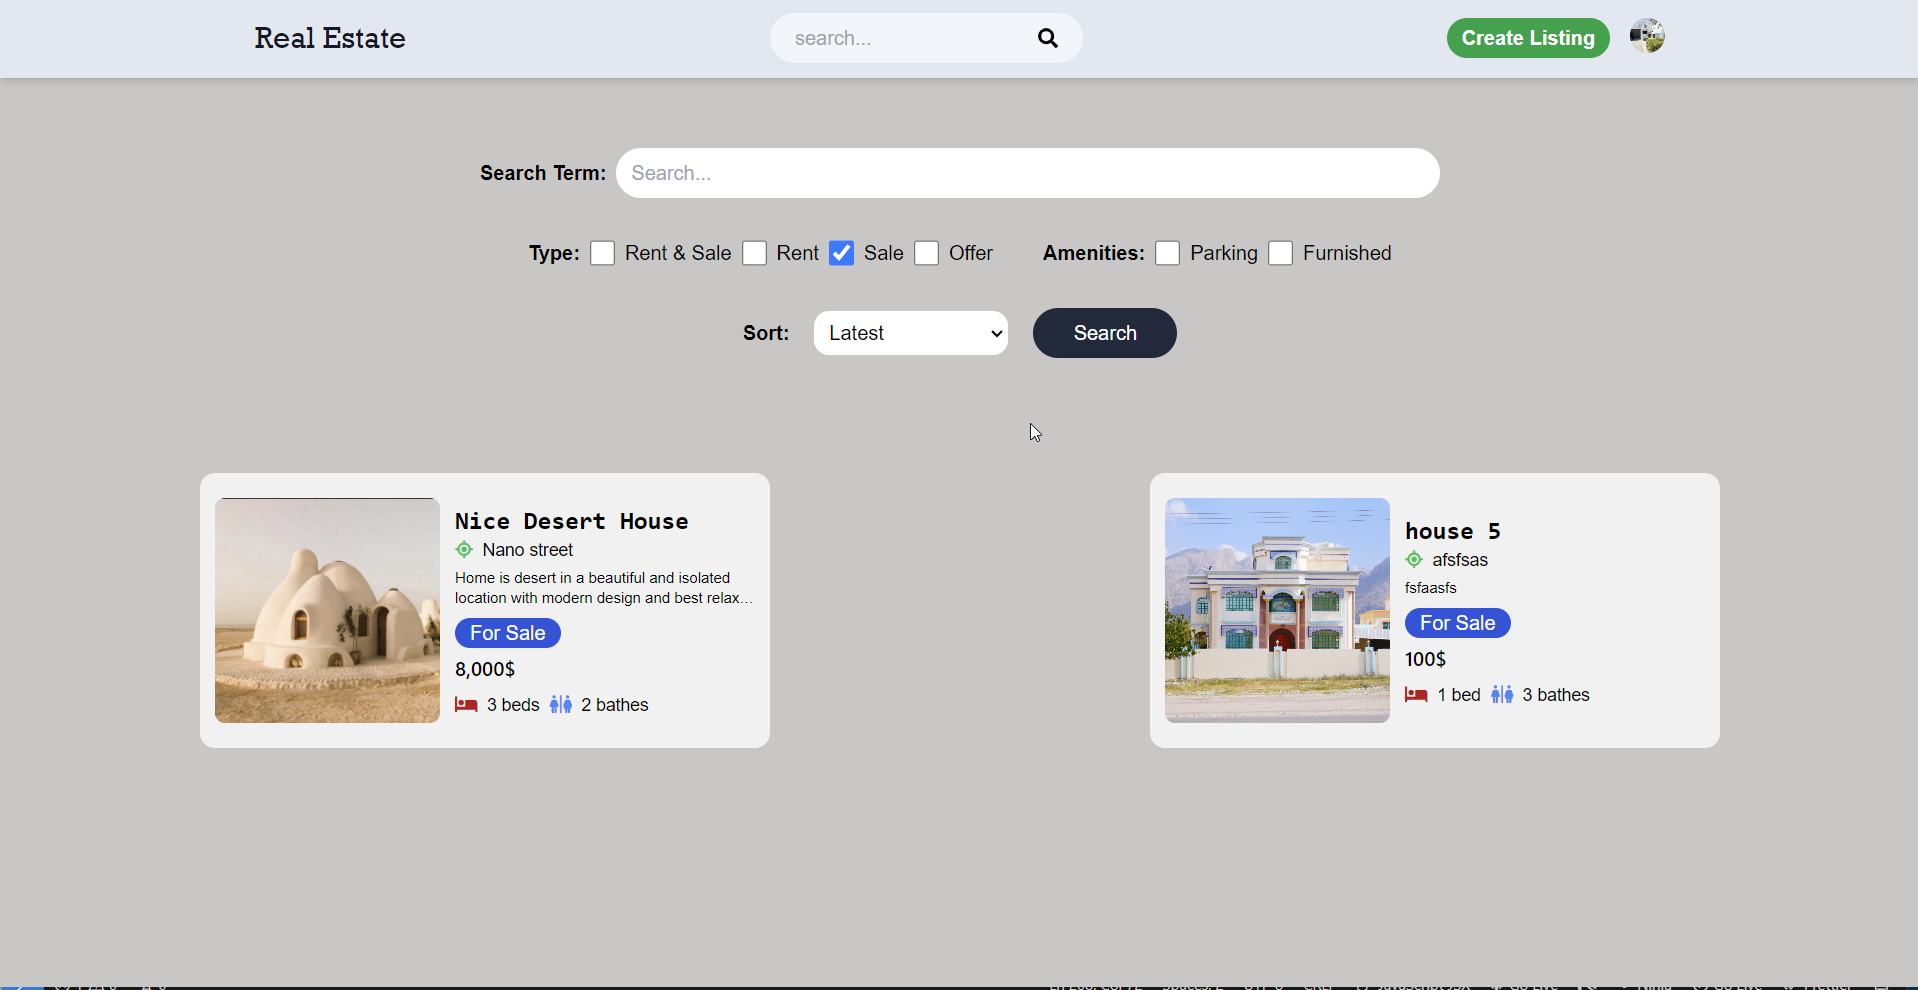 Real Estate
search...
Create Listing
Search Term:
Search...
Type: Rent & Sale Rent Sale Offer Amenities: Parking Furnished
Sort: Latest Search
Nice Desert House
Nano street
Home is desert in a beautiful and isolated
location with modern design and best relax...
For Sale
8,000$
3 beds 2 bathes
house 5
afsfsas
fsfaasfs
For Sale
100$
1 bed 3 bathes